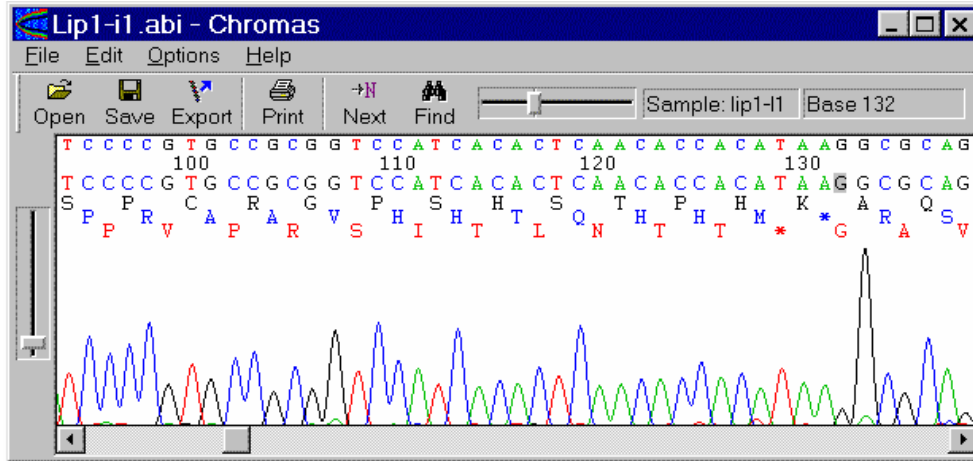 Lip1-i1.abi - Chromas
File Edit Options Help
Open Save Export Print →N Next Find Sample: lip1-I1 Base 132
T C C C C G T G C C G C G G T C C A T C A C A C T C A A C A C C A C A T A A G G C G C A G
100 110 120 130
T C C C C G T G C C G C G G T C C A T C A C A C T C A A C A C C A C A T A A G G C G C A G
S P C R G P S H S T P H K A Q
P R A A V H H T Q H H M * R S
P V P R S I T L N T T * G A V